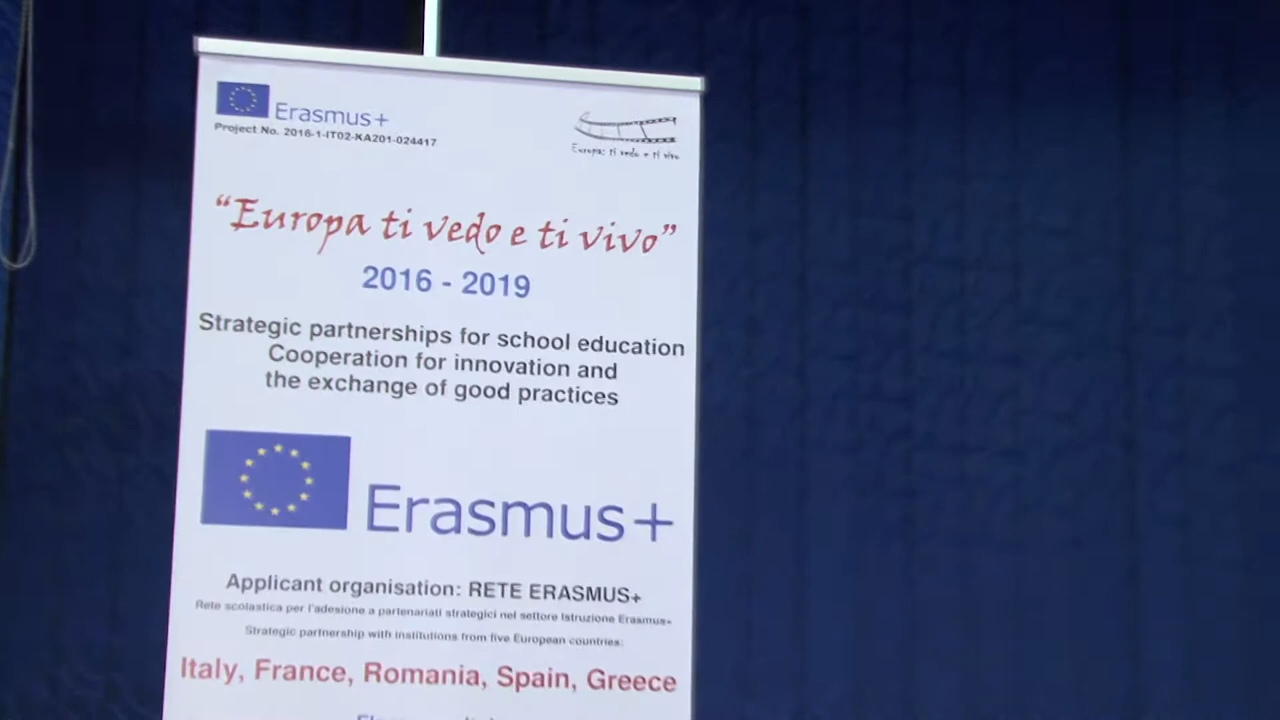 Erasmus+
Project No. 2016-1-IT02-KA201-024417
Europa: ti vedo e ti vivo
“Europa ti vedo e ti vivo”
2016 - 2019
Strategic partnerships for school education
Cooperation for innovation and
the exchange of good practices
Erasmus+
Applicant organisation: RETE ERASMUS+
Rete scolastica per l'adesione a partenariati strategici nel settore Istruzione Erasmus+
Strategic partnership with institutions from five European countries:
Italy, France, Romania, Spain, Greece